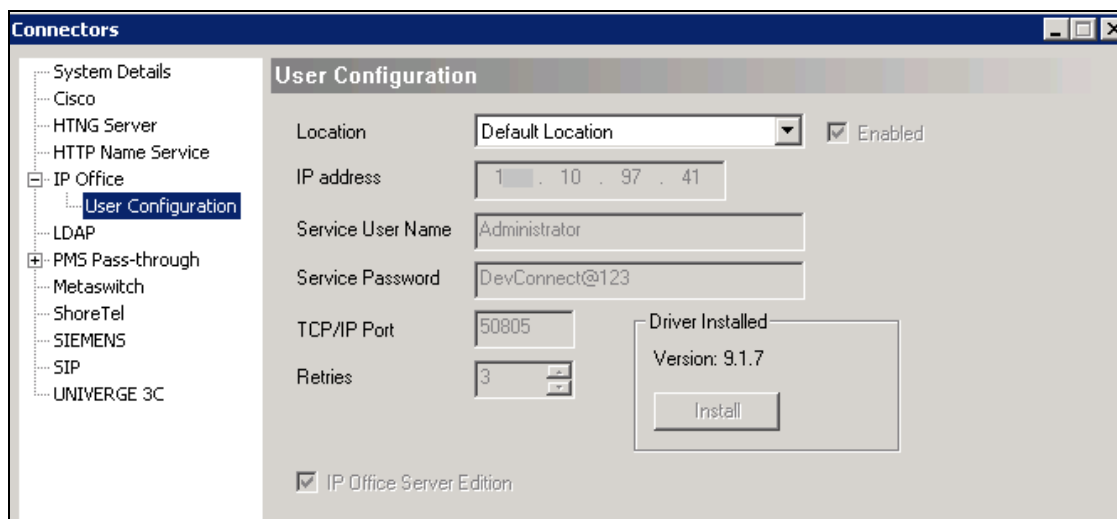 Connectors
System Details
Cisco
HTNG Server
HTTP Name Service
IP Office
User Configuration
LDAP
PMS Pass-through
Metaswitch
ShoreTel
SIEMENS
SIP
UNIVERGE 3C
User Configuration
Location Default Location Enabled
IP address 1 . 10 . 97 . 41
Service User Name Administrator
Service Password DevConnect@123
TCP/IP Port 50805
Retries 3
Driver Installed
Version: 9.1.7
Install
IP Office Server Edition